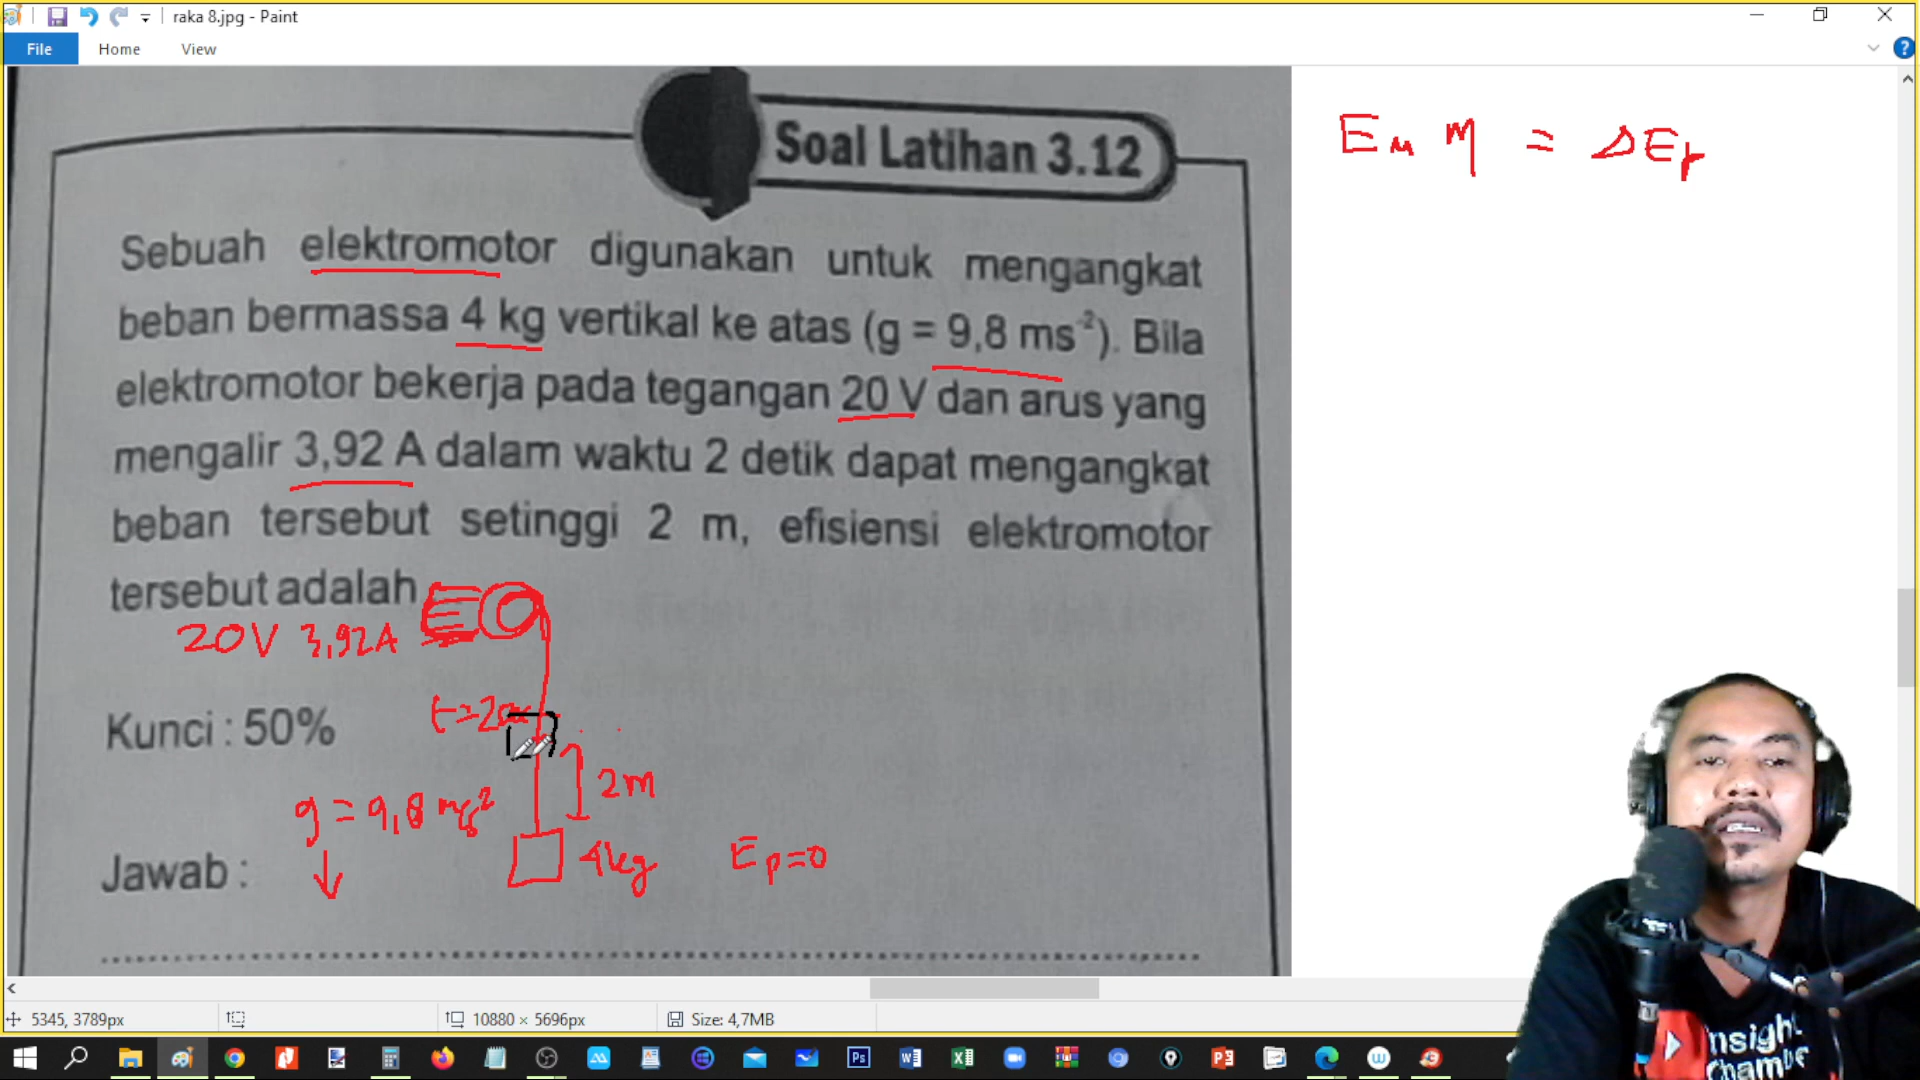 raka 8.jpg - Paint
File Home View
Soal Latihan 3.12
Sebuah elektromotor digunakan untuk mengangkat
beban bermassa 4 kg vertikal ke atas (g = 9,8 ms⁻²). Bila
elektromotor bekerja pada tegangan 20 V dan arus yang
mengalir 3,92 A dalam waktu 2 detik dapat mengangkat
beban tersebut setinggi 2 m, efisiensi elektromotor
tersebut adalah
20V 3,92A
Kunci : 50%
t=2
2m
g = 9,8 m/s²
4kg
Ep=0
Jawab :
η = ΔEp
5345, 3789px
10880 × 5696px
Size: 4,7MB
Insight
Chamber